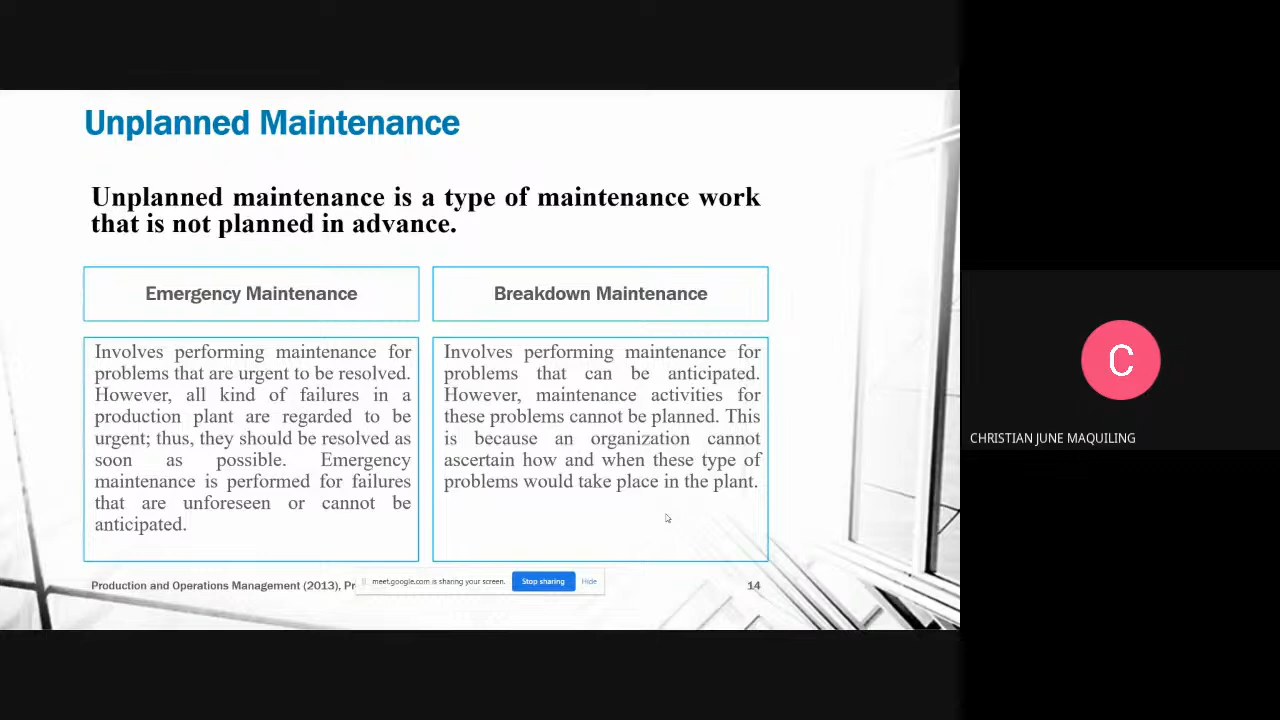 Unplanned Maintenance
Unplanned maintenance is a type of maintenance work
that is not planned in advance.
Emergency Maintenance
Involves performing maintenance for
problems that are urgent to be resolved.
However, all kind of failures in a
production plant are regarded to be
urgent; thus, they should be resolved as
soon as possible. Emergency
maintenance is performed for failures
that are unforeseen or cannot be
anticipated.
Breakdown Maintenance
Involves performing maintenance for
problems that can be anticipated.
However, maintenance activities for
these problems cannot be planned. This
is because an organization cannot
ascertain how and when these type of
problems would take place in the plant.
Production and Operations Management (2013), Pr
meet.google.com is sharing your screen.
Stop sharing
Hide
14
C
CHRISTIAN JUNE MAQUILING